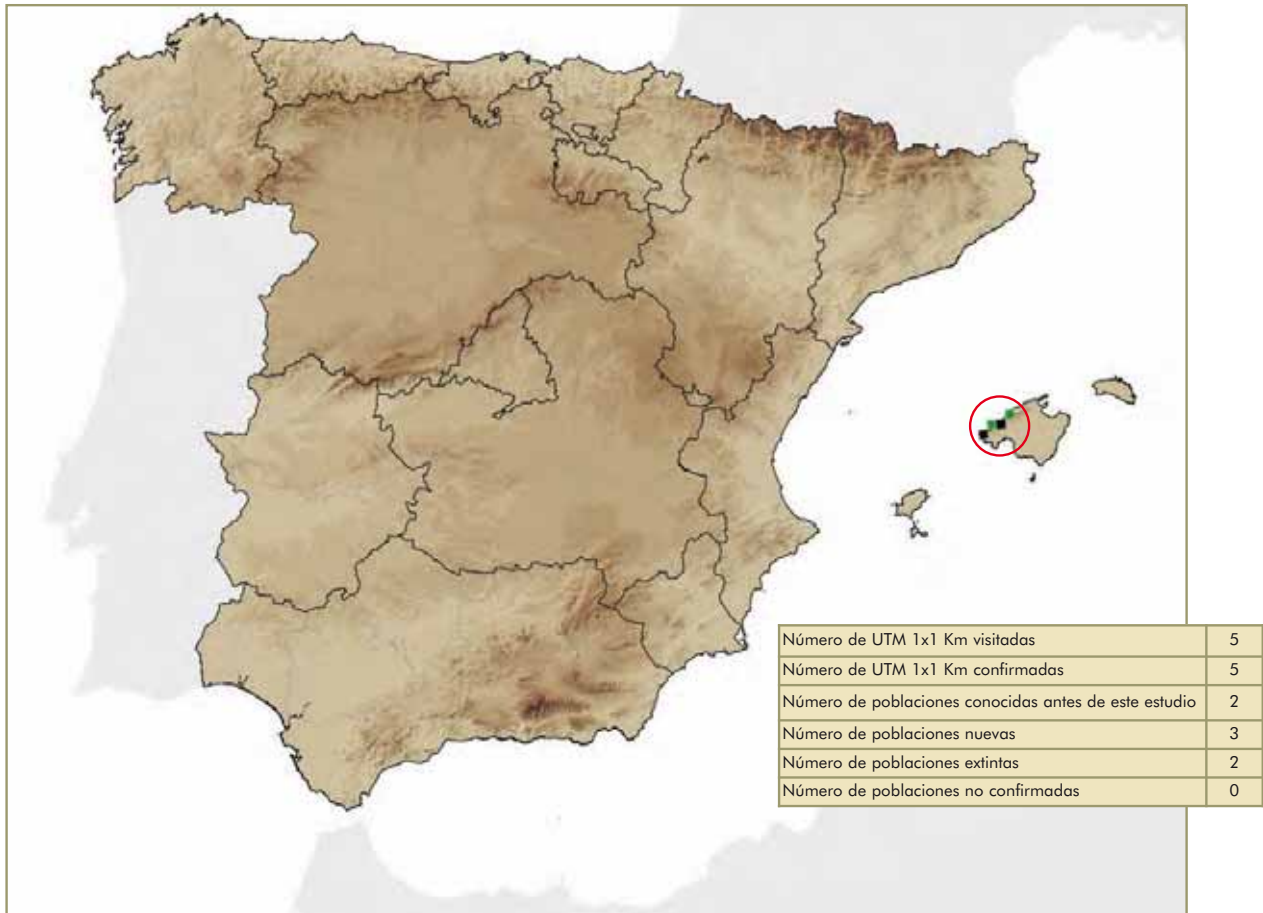 Número de UTM 1x1 Km visitadas 5
Número de UTM 1x1 Km confirmadas 5
Número de poblaciones conocidas antes de este estudio 2
Número de poblaciones nuevas 3
Número de poblaciones extintas 2
Número de poblaciones no confirmadas 0